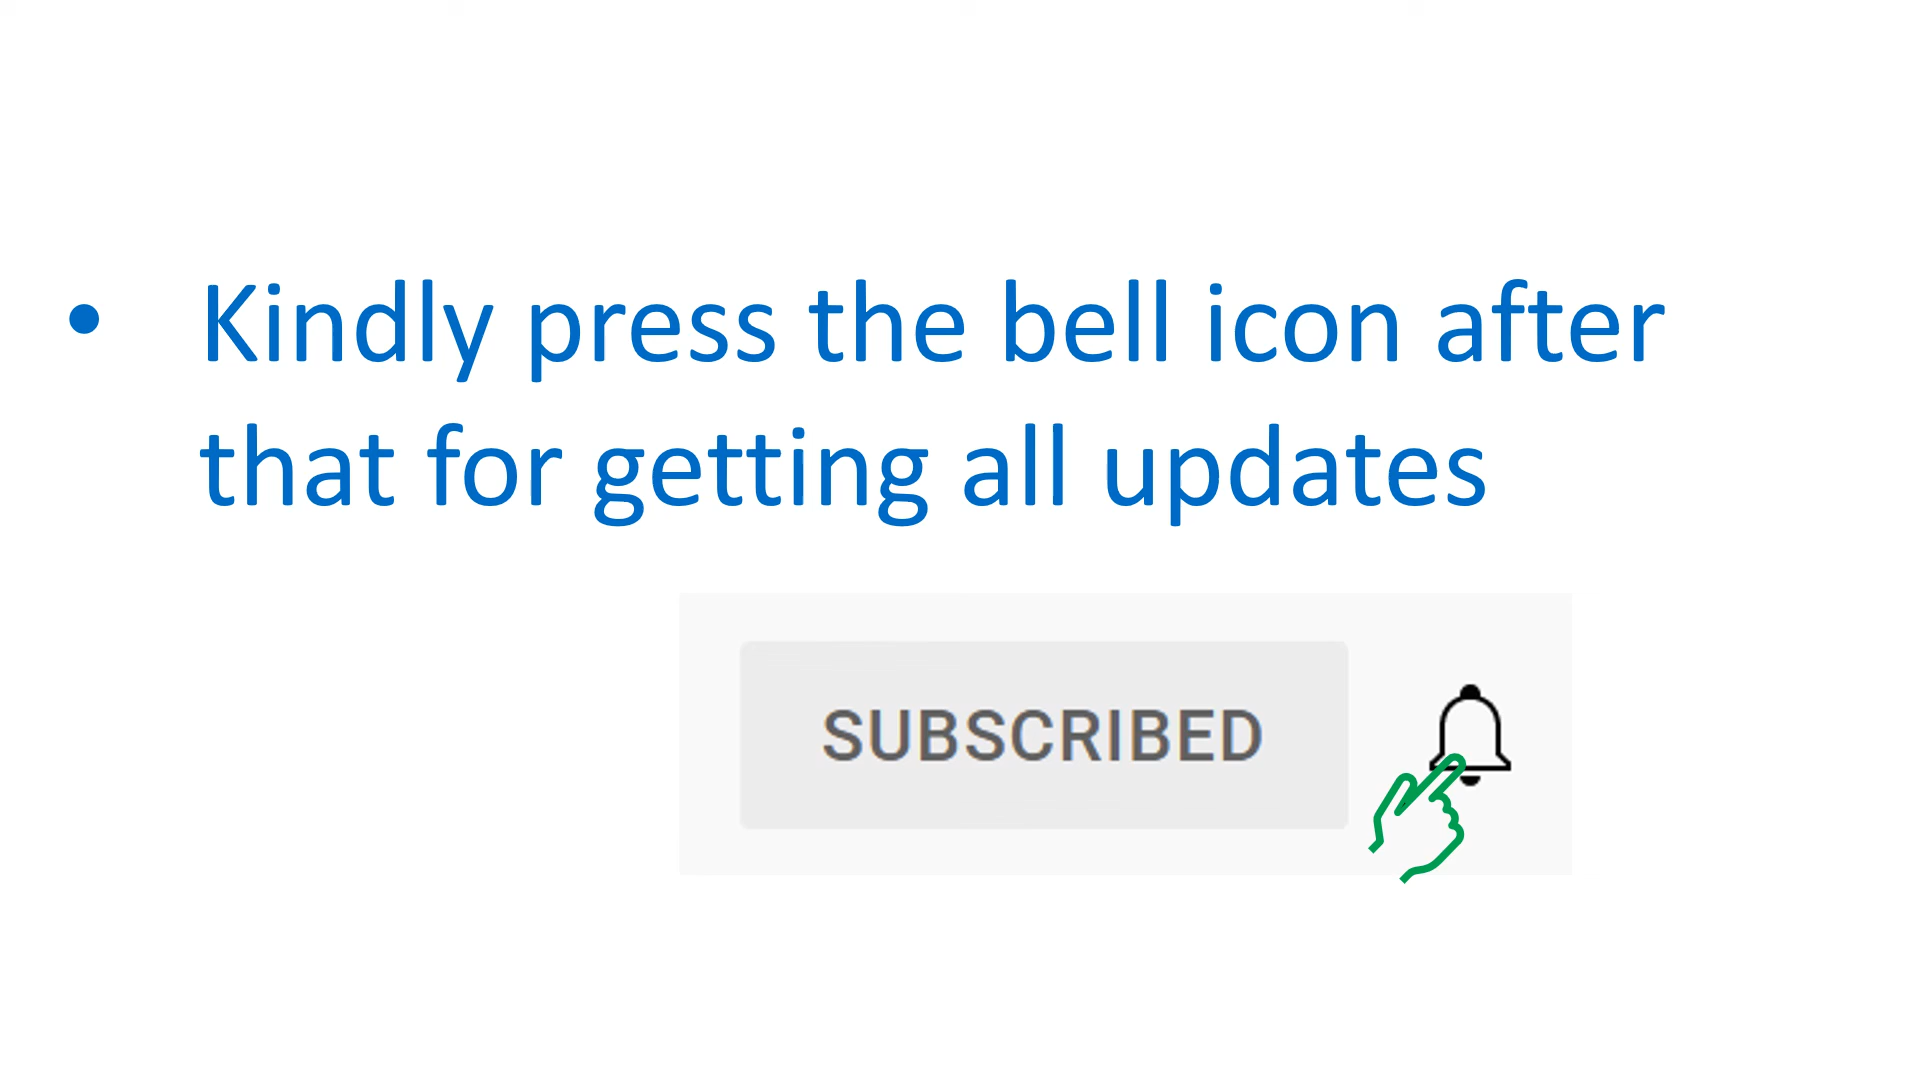 • Kindly press the bell icon after
that for getting all updates
SUBSCRIBED